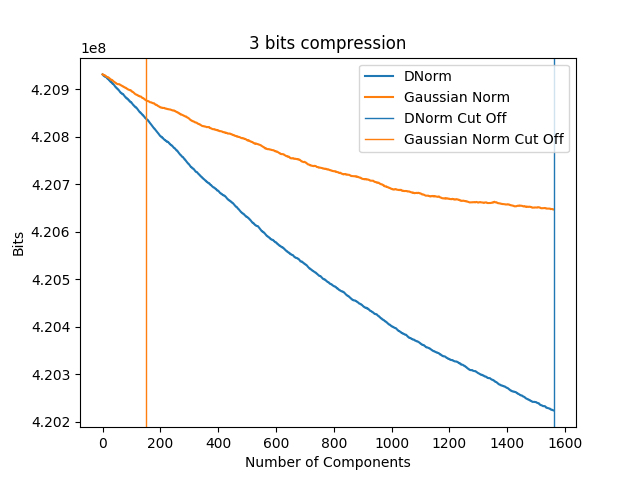 3 bits compression
1e8
4.209
4.208
4.207
4.206
4.205
4.204
4.203
4.202
Bits
DNorm
Gaussian Norm
DNorm Cut Off
Gaussian Norm Cut Off
0 200 400 600 800 1000 1200 1400 1600
Number of Components